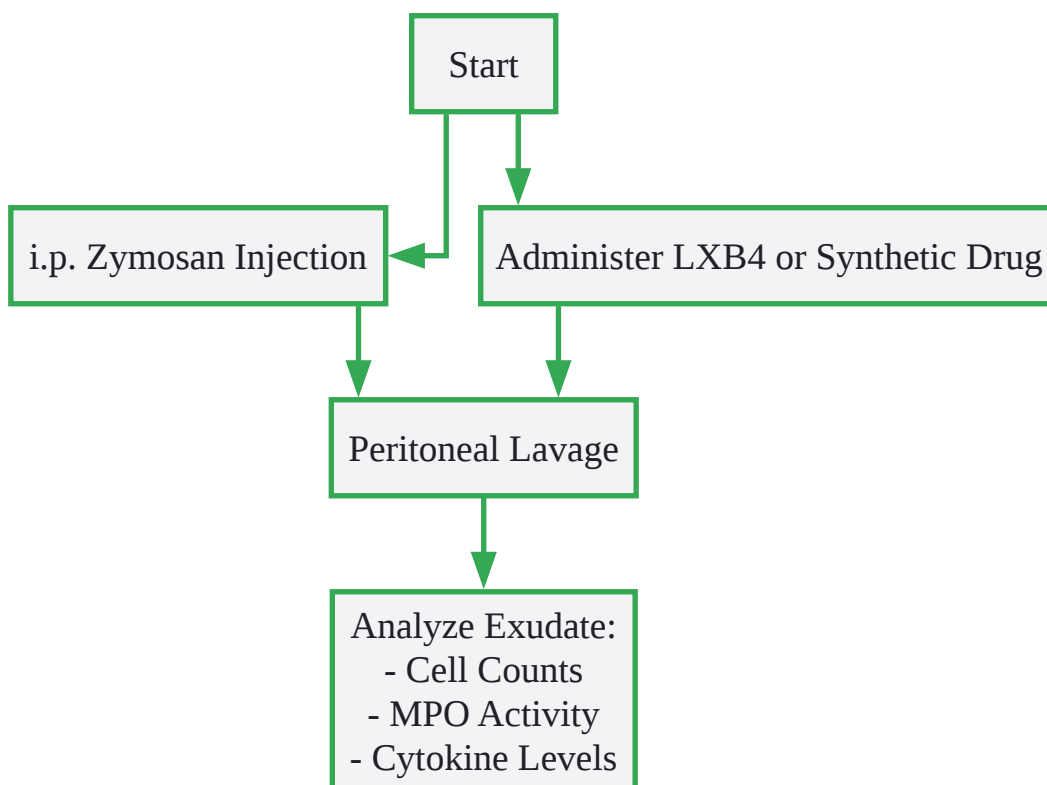 Start
i.p. Zymosan Injection
Administer LXB4 or Synthetic Drug
Peritoneal Lavage
Analyze Exudate:
- Cell Counts
- MPO Activity
- Cytokine Levels